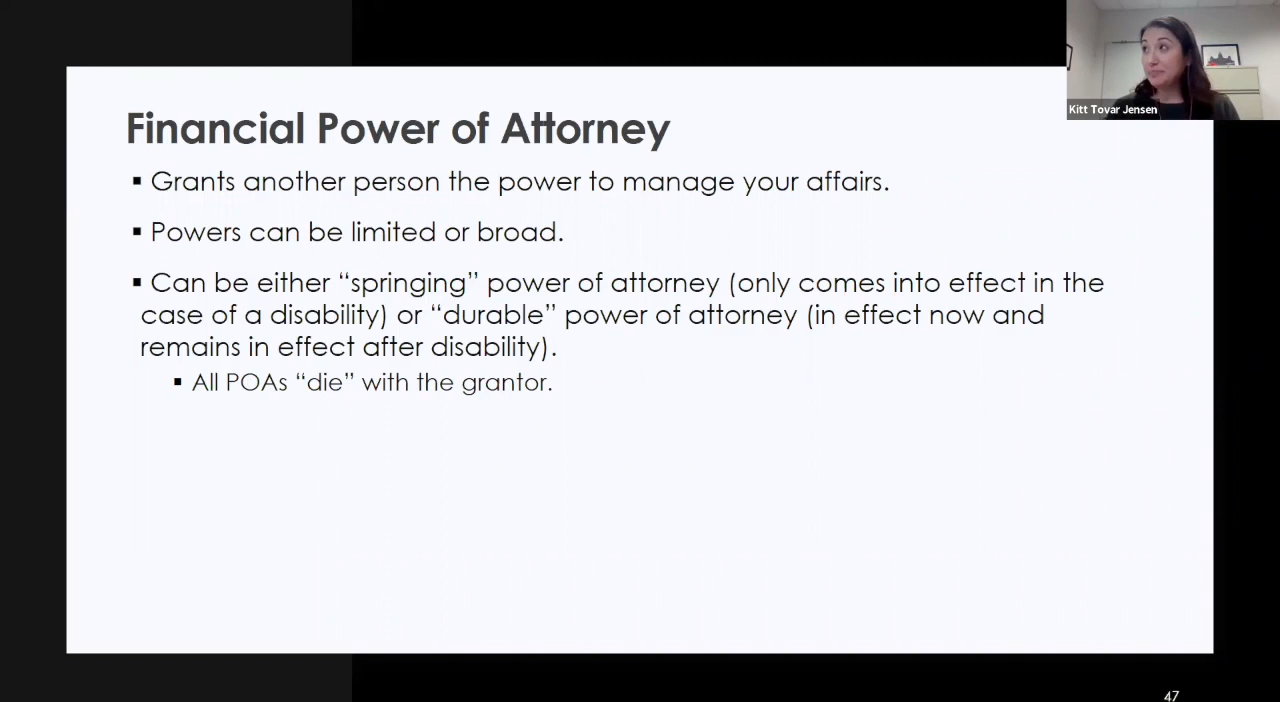 Kitt Tovar Jensen
Financial Power of Attorney
▪ Grants another person the power to manage your affairs.
▪ Powers can be limited or broad.
▪ Can be either “springing” power of attorney (only comes into effect in the
case of a disability) or “durable” power of attorney (in effect now and
remains in effect after disability).
▪ All POAs “die” with the grantor.
47